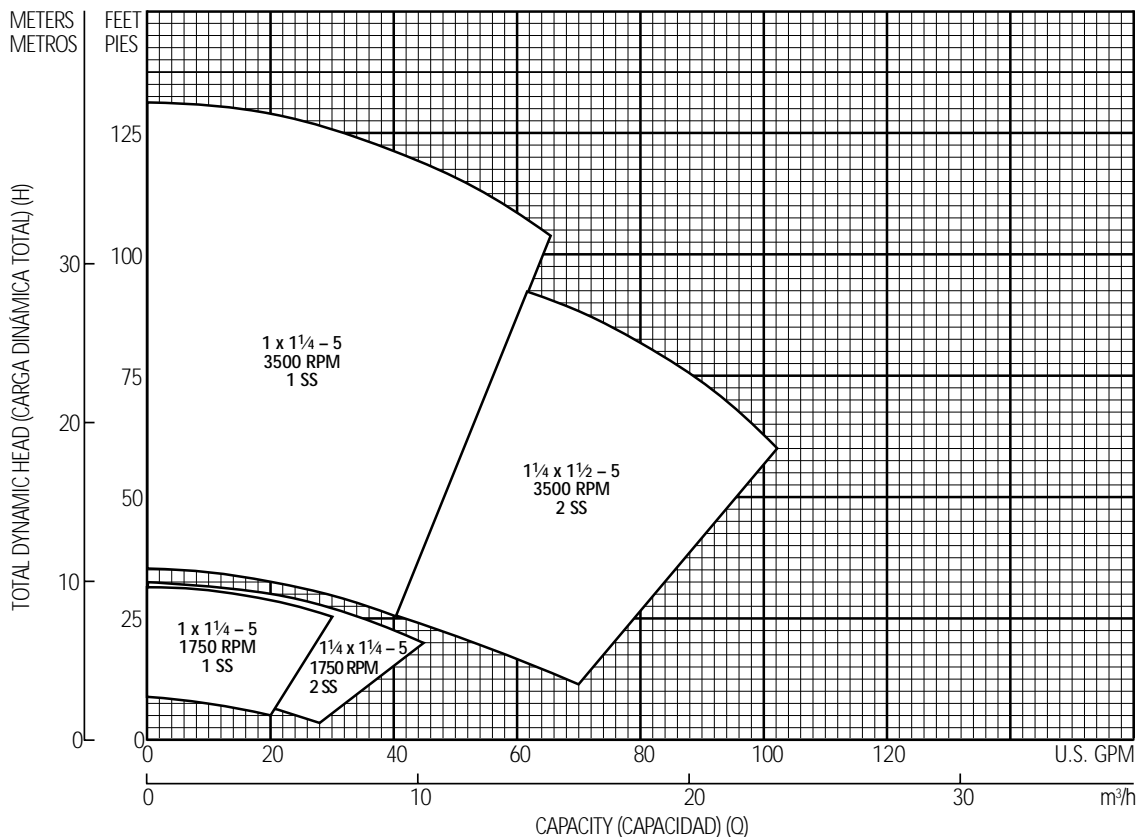 METERS
METROS
FEET
PIES
125
100
75
50
25
0
30
20
10
0
TOTAL DYNAMIC HEAD (CARGA DINÁMICA TOTAL) (H)
1 x 1¼ – 5
3500 RPM
1 SS
1¼ x 1½ – 5
3500 RPM
2 SS
1 x 1¼ – 5
1750 RPM
1 SS
1¼ x 1¼ – 5
1750 RPM
2 SS
0 20 40 60 80 100 120 U.S. GPM
0 10 20 30 m³/h
CAPACITY (CAPACIDAD) (Q)